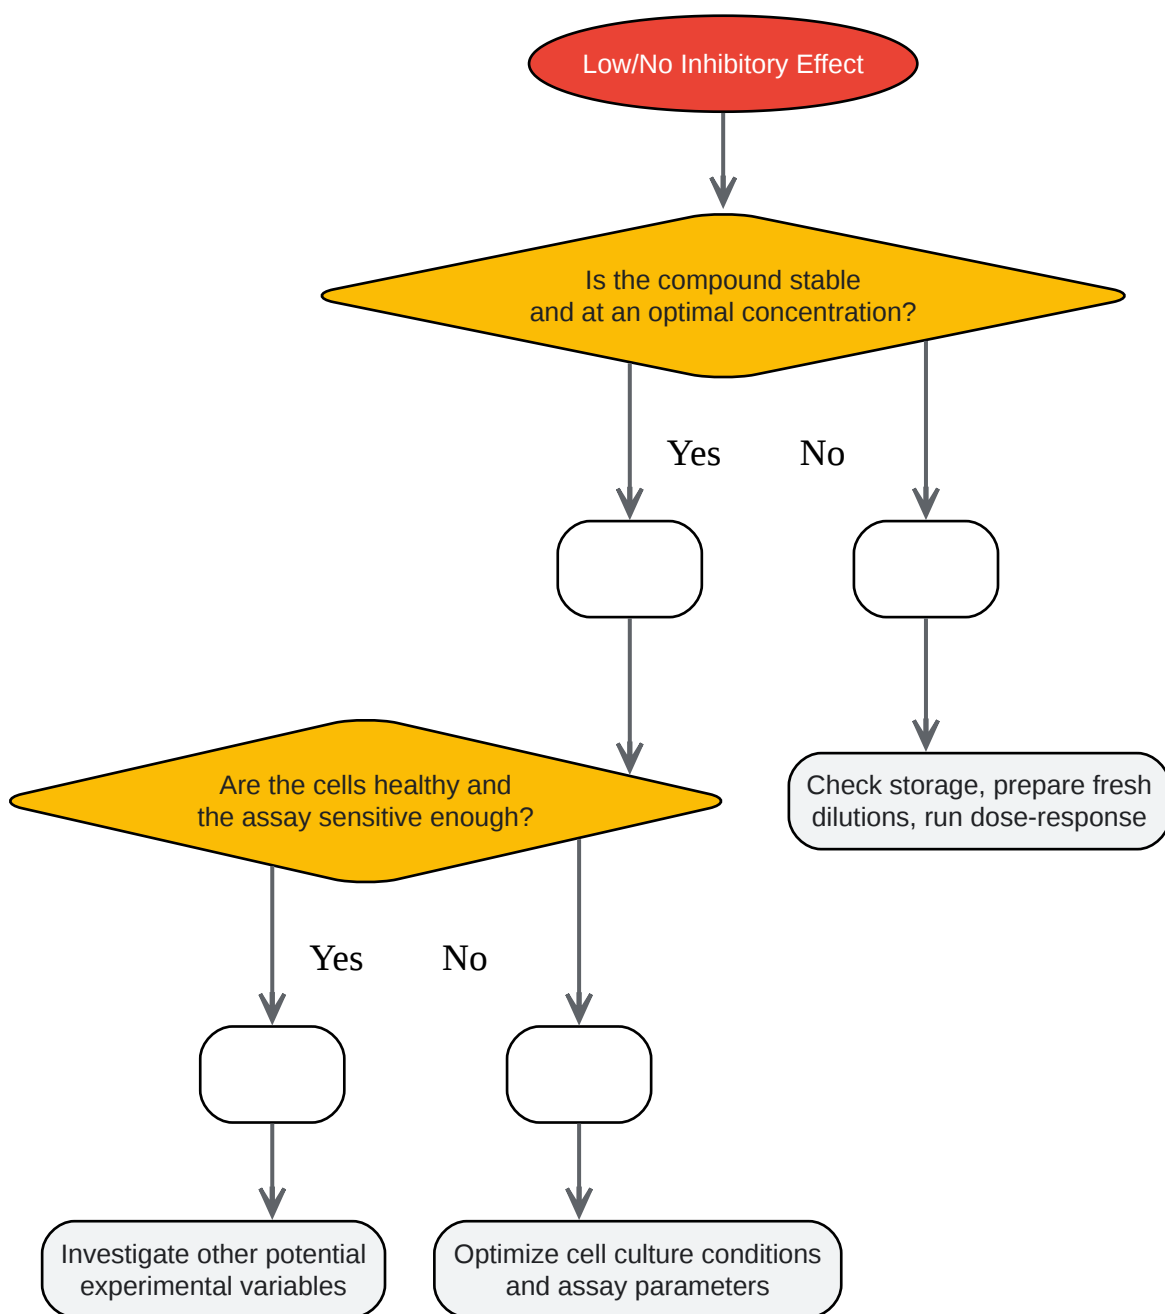 Low/No Inhibitory Effect
Is the compound stable
and at an optimal concentration?
Yes
No
Check storage, prepare fresh
dilutions, run dose-response
Are the cells healthy and
the assay sensitive enough?
Yes
No
Investigate other potential
experimental variables
Optimize cell culture conditions
and assay parameters